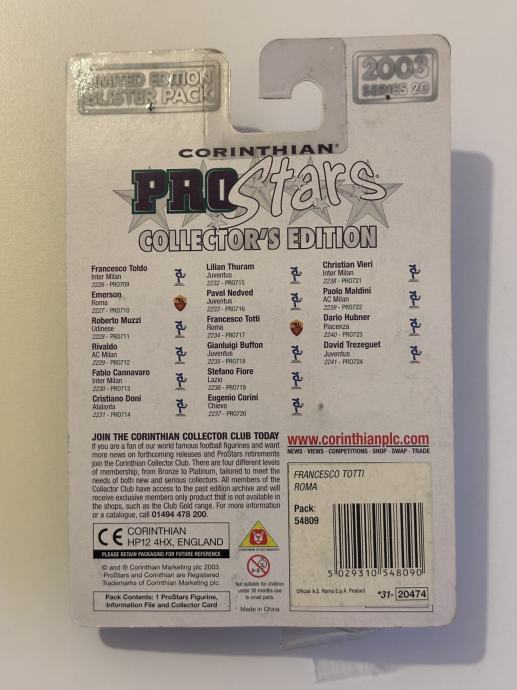 LIMITED EDITION
BLISTER PACK
2003
SERIES 20
CORINTHIAN®
PROStars®
COLLECTOR'S EDITION
Francesco Toldo
Inter Milan
2226 - PRO709
Emerson
Roma
2227 - PRO710
Roberto Muzzi
Udinese
2228 - PRO711
Rivaldo
AC Milan
2229 - PRO712
Fabio Cannavaro
Inter Milan
2230 - PRO713
Cristiano Doni
Atalanta
2231 - PRO714
Lilian Thuram
Juventus
2232 - PRO715
Pavel Nedved
Juventus
2233 - PRO716
Francesco Totti
Roma
2234 - PRO717
Gianluigi Buffon
Juventus
2235 - PRO718
Stefano Fiore
Lazio
2236 - PRO719
Eugenio Corini
Chievo
2237 - PRO720
Christian Vieri
Inter Milan
2238 - PRO721
Paolo Maldini
AC Milan
2239 - PRO722
Dario Hubner
Piacenza
2240 - PRO723
David Trezeguet
Juventus
2241 - PRO724
JOIN THE CORINTHIAN COLLECTOR CLUB TODAY
If you are a fan of our world famous football figurines and want
more news on forthcoming releases and ProStars retirements
join the Corinthian Collector Club. There are four different levels
of membership, from Bronze to Platinum, tailored to meet the
needs of both new and serious collectors. All members of the
Collector Club have access to the past edition archive and will
receive exclusive members only product that is not available in
the shops, such as the Club Gold range. For more information
or a catalogue, call 01494 478 200.
CE CORINTHIAN
HP12 4HX, ENGLAND
PLEASE RETAIN PACKAGING FOR FUTURE REFERENCE
© and ® Corinthian Marketing plc 2003.
ProStars and Corinthian are Registered
Trademarks of Corinthian Marketing plc.
Pack Contents: 1 ProStars Figurine,
Information File and Collector Card
0-3
Not suitable for children
under 36 months due
to small parts
Made in China
www.corinthianplc.com
NEWS - VIEWS - COMPETITIONS - SHOP - SWAP - TRADE
FRANCESCO TOTTI
ROMA
Pack:
54809
5 029310 548090
Official A.S. Roma S.p.A. Product
*31- 20474